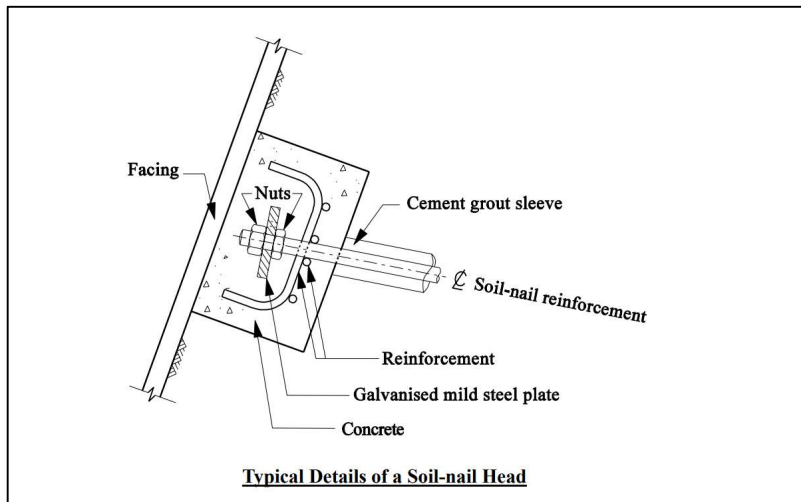 Facing
Nuts
Cement grout sleeve
℄ Soil-nail reinforcement
Reinforcement
Galvanised mild steel plate
Concrete
Typical Details of a Soil-nail Head